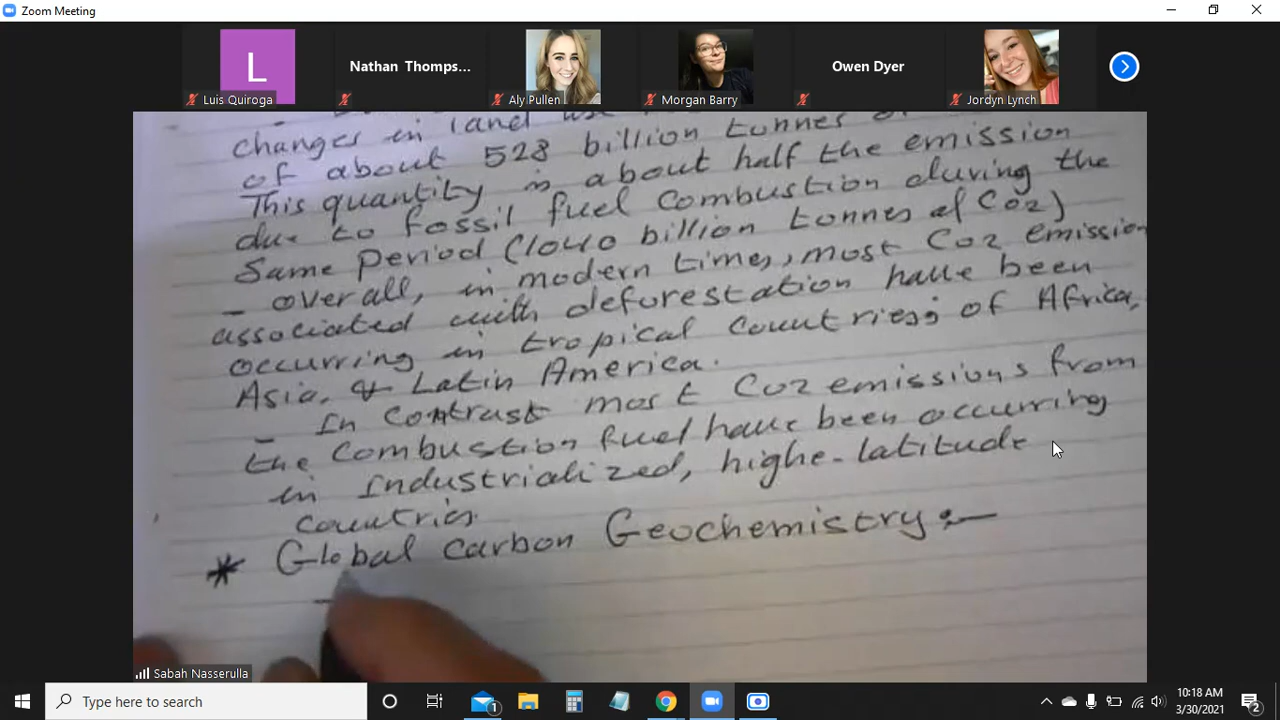 Zoom Meeting
L
Luis Quiroga
Nathan Thomps...
Aly Pullen
Morgan Barry
Owen Dyer
Jordyn Lynch
changes in land use
of about 528 billion tonnes
This quantity is about half the emission
due to fossil fuel combustion during the
Same Period (1040 billion tonnes of CO2)
- Overall, in modern times, most CO2 emission
associated with deforestation have been
occurring in tropical countries of Africa,
Asia, & Latin America.
- In contrast most CO2 emissions from
the combustion fuel have been occurring
in Industrialized, highe-latitude
countries.
* Global carbon Geochemistry:-
Sabah Nasserulla
Type here to search
1
10:18 AM
3/30/2021
2